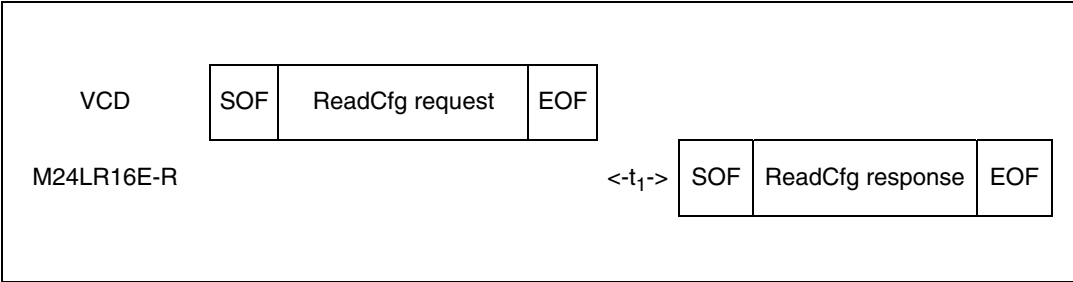 VCD SOF ReadCfg request EOF
M24LR16E-R <-t1-> SOF ReadCfg response EOF